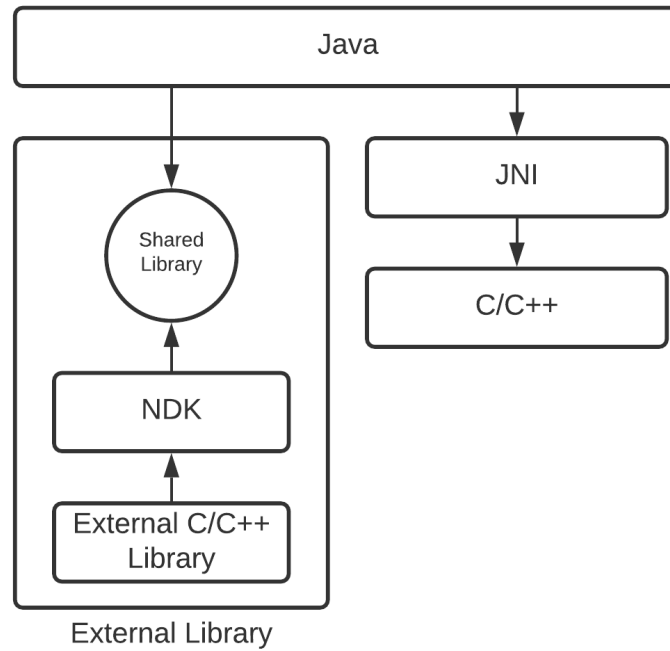 Java
Shared
Library
JNI
C/C++
NDK
External C/C++
Library
External Library